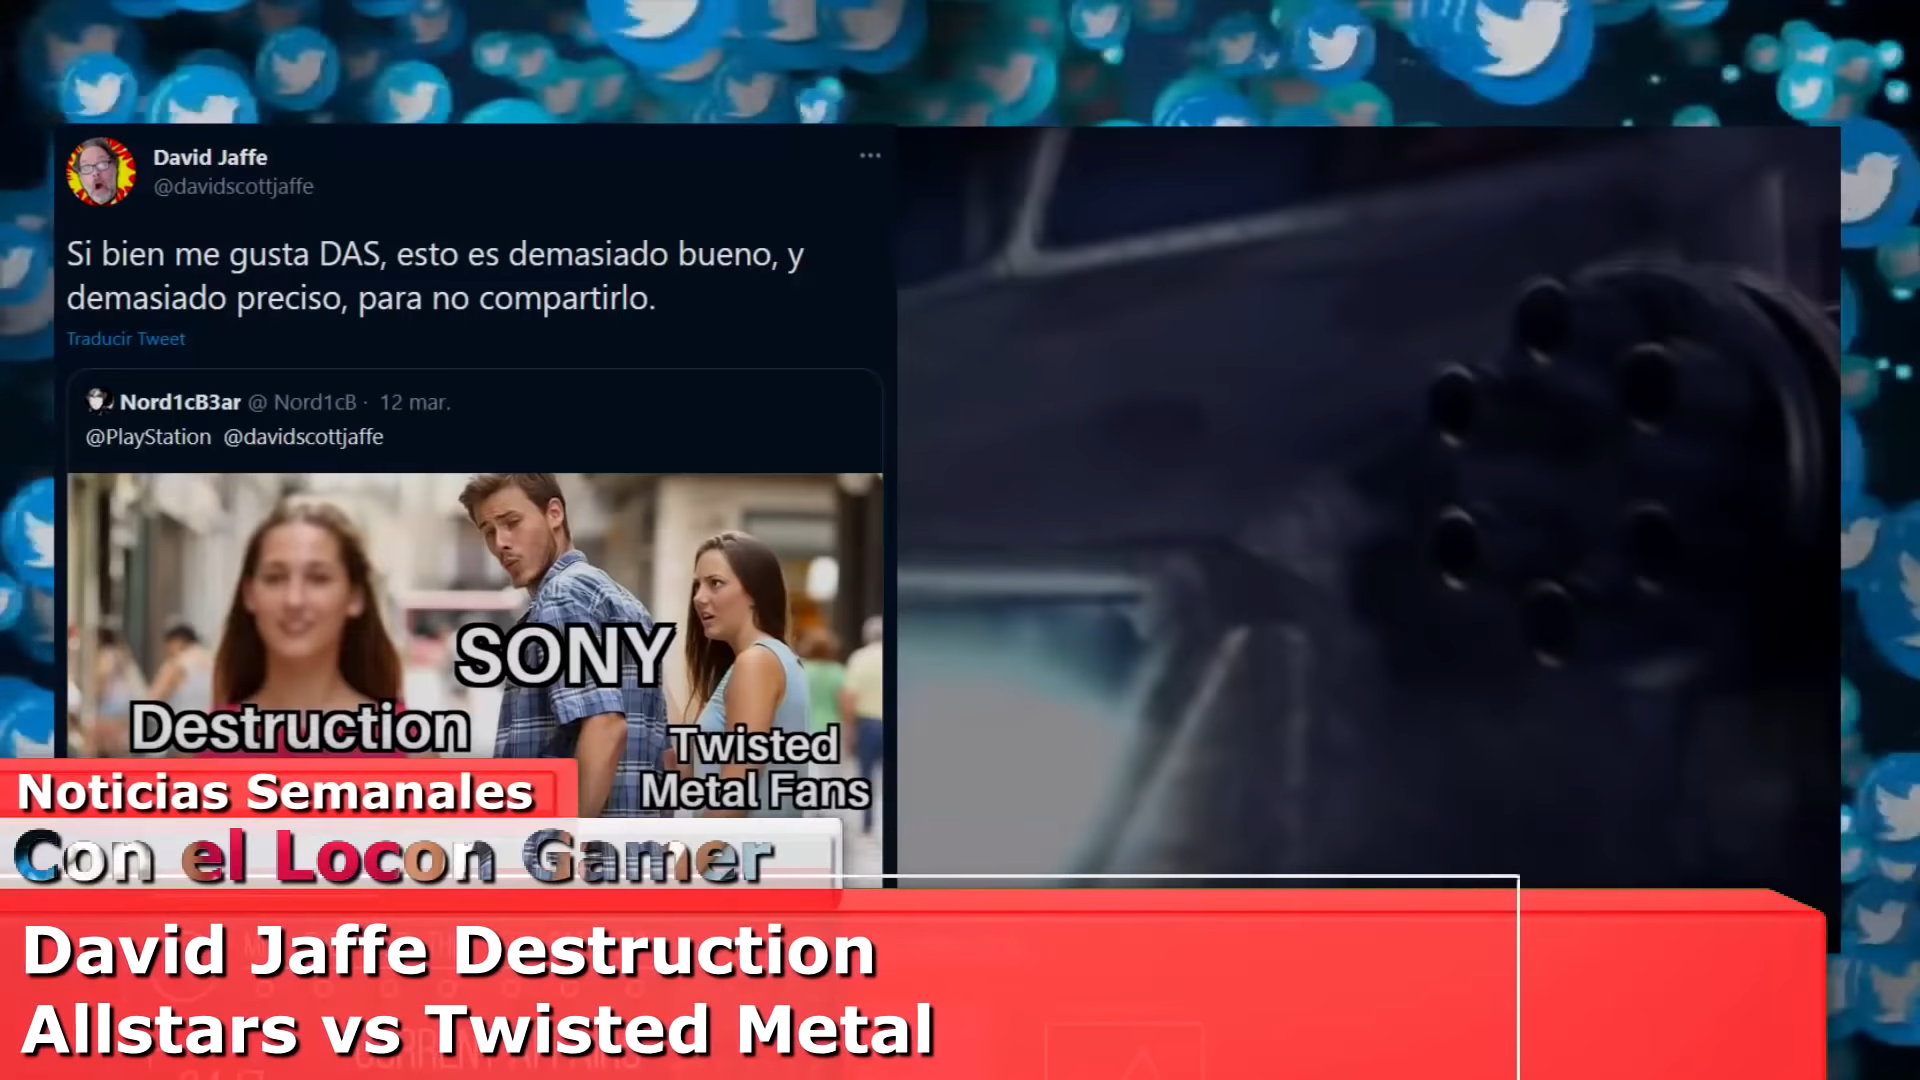 David Jaffe
@davidscottjaffe
Si bien me gusta DAS, esto es demasiado bueno, y
demasiado preciso, para no compartirlo.
Traducir Tweet
Nord1cB3ar @ Nord1cB · 12 mar.
@PlayStation @davidscottjaffe
SONY
Destruction
Twisted
Metal Fans
Noticias Semanales
Con el Locon Gamer
David Jaffe Destruction
Allstars vs Twisted Metal